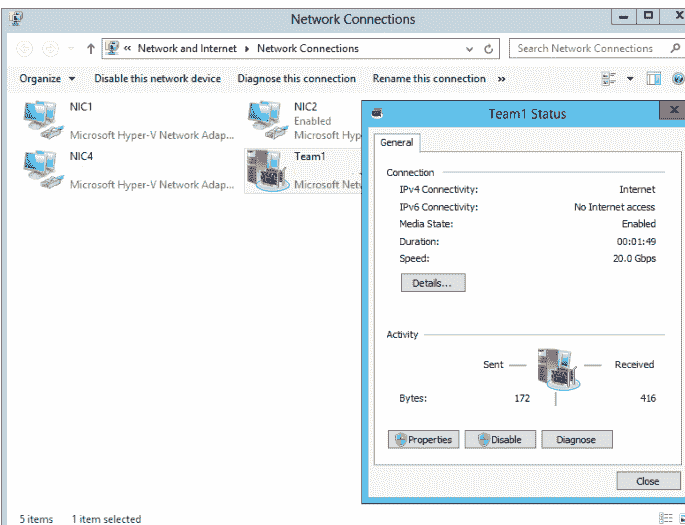 Network Connections
« Network and Internet Network Connections
Search Network Connections
Organize Disable this network device Diagnose this connection Rename this connection »
NIC1
Microsoft Hyper-V Network Adap...
NIC2
Enabled
Microsoft Hyp
NIC4
Microsoft Hyper-V Network Adap...
Team1
Microsoft Net
Team1 Status
General
Connection
IPv4 Connectivity: Internet
IPv6 Connectivity: No Internet access
Media State: Enabled
Duration: 00:01:49
Speed: 20.0 Gbps
Details...
Activity
Sent Received
Bytes: 172 416
Properties Disable Diagnose
Close
5 items 1 item selected